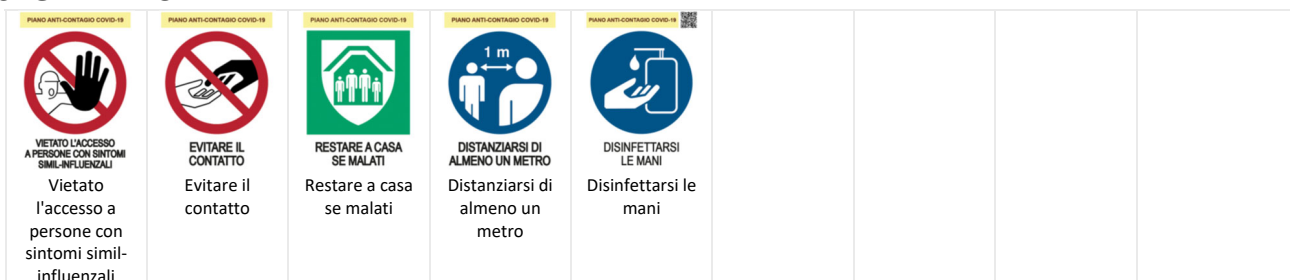 PIANO ANTI-CONTAGIO COVID-19
VIETATO L'ACCESSO
A PERSONE CON SINTOMI
SIMIL-INFLUENZALI
Vietato
l'accesso a
persone con
sintomi simil-
influenzali
PIANO ANTI-CONTAGIO COVID-19
EVITARE IL
CONTATTO
Evitare il
contatto
PIANO ANTI-CONTAGIO COVID-19
RESTARE A CASA
SE MALATI
Restare a casa
se malati
PIANO ANTI-CONTAGIO COVID-19
1 m
DISTANZIARSI DI
ALMENO UN METRO
Distanziarsi di
almeno un
metro
PIANO ANTI-CONTAGIO COVID-19
DISINFETTARSI
LE MANI
Disinfettarsi le
mani